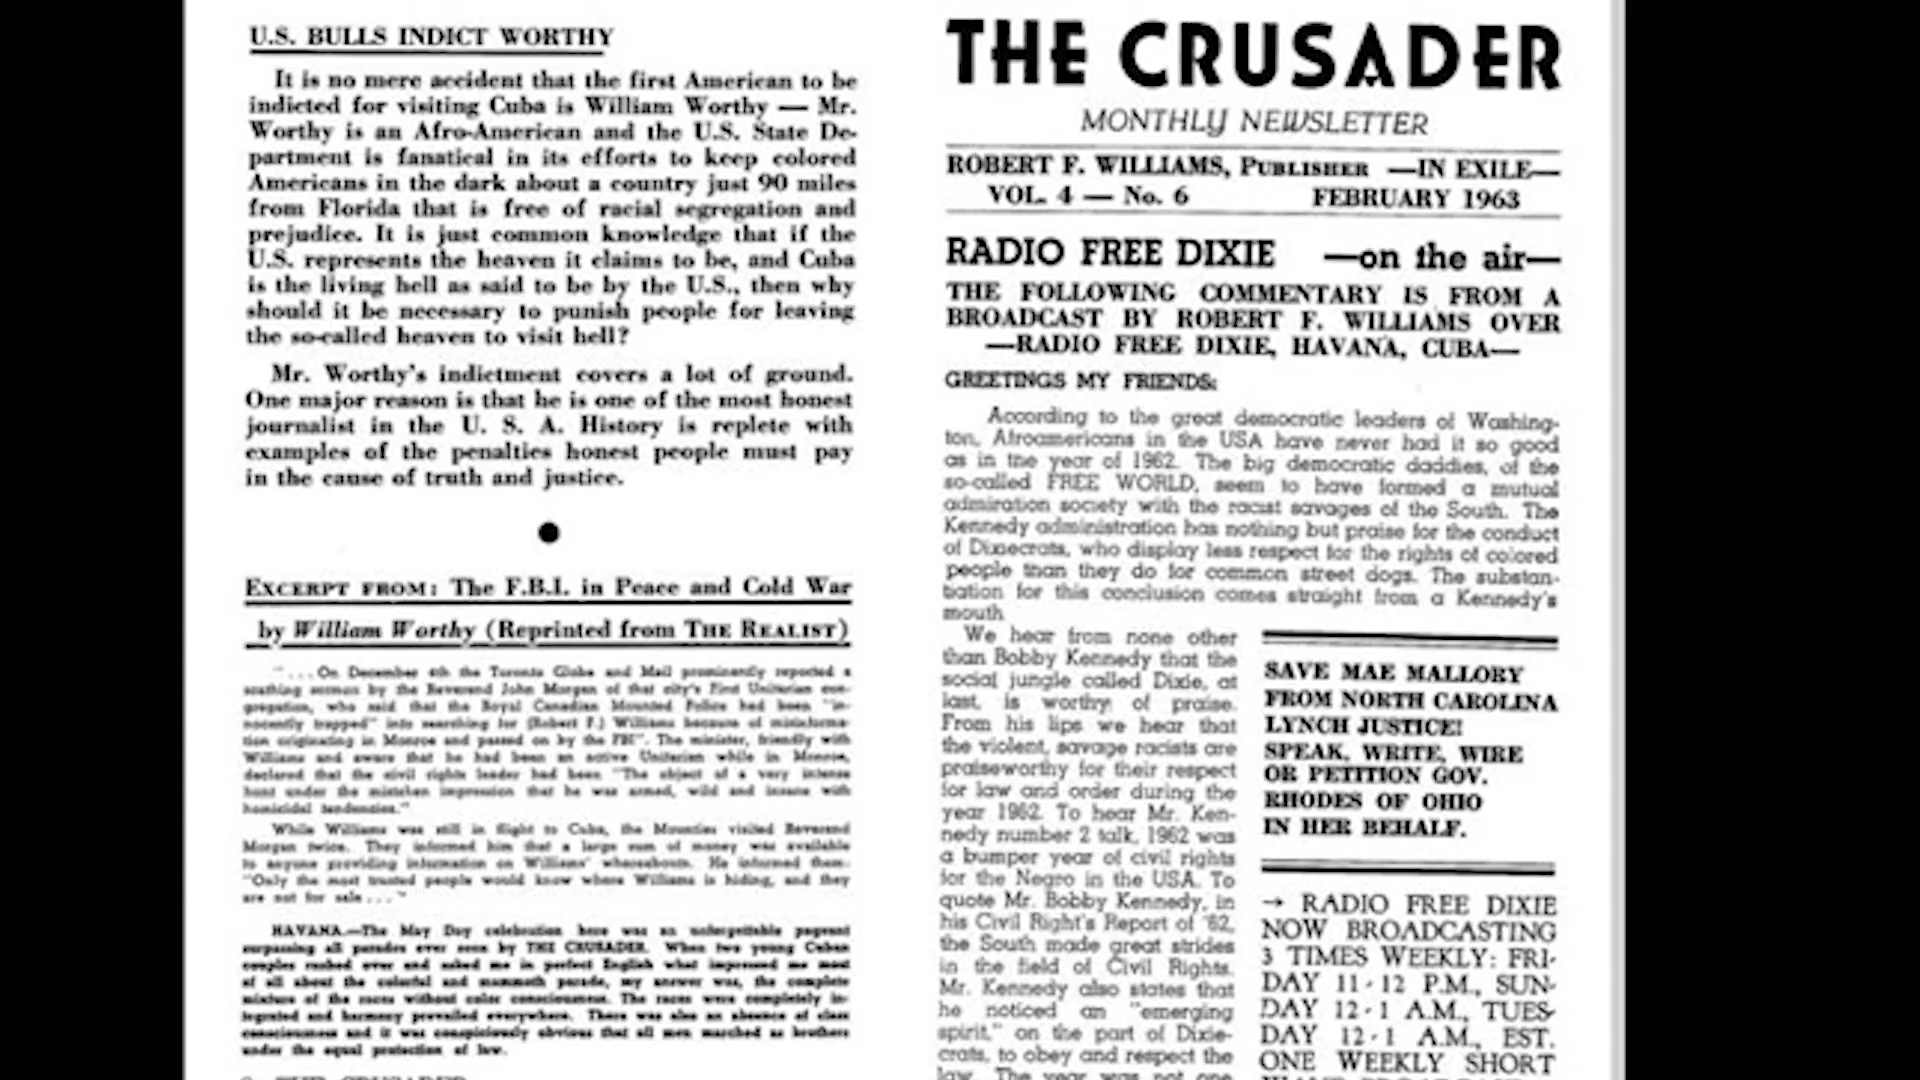 U.S. BULLS INDICT WORTHY
It is no mere accident that the first American to be
indicted for visiting Cuba is William Worthy — Mr.
Worthy is an Afro-American and the U.S. State De-
partment is fanatical in its efforts to keep colored
Americans in the dark about a country just 90 miles
from Florida that is free of racial segregation and
prejudice. It is just common knowledge that if the
U.S. represents the heaven it claims to be, and Cuba
is the living hell as said to be by the U.S., then why
should it be necessary to punish people for leaving
the so-called heaven to visit hell?
Mr. Worthy's indictment covers a lot of ground.
One major reason is that he is one of the most honest
journalist in the U. S. A. History is replete with
examples of the penalties honest people must pay
in the cause of truth and justice.
EXCERPT FROM: The F.B.I. in Peace and Cold War
by William Worthy (Reprinted from THE REALIST)
"...On December 4th the Toronto Globe and Mail prominently reported a
scathing sermon by the Reverend John Morgan of that city's First Unitarian con-
gregation, who said that the Royal Canadian Mounted Police had been "in-
nocently trapped" into searching for (Robert F.) Williams because of misinforma-
tion originating in Monroe and passed on by the FBI". The minister, friendly with
Williams and aware that he had been an active Unitarian while in Monroe,
declared that the civil rights leader had been "The object of a very intense
hunt under the mistaken impression that he was armed, wild and insane with
homicidal tendencies."
While Williams was still in flight to Cuba, the Mounties visited Reverend
Morgan twice. They informed him that a large sum of money was available
to anyone providing information on Williams' whereabouts. He informed them:
"Only the most trusted people would know where Williams is hiding, and they
are not for sale..."
HAVANA.—The May Day celebration here was an unforgettable pageant
surpassing all parades ever seen by THE CRUSADER. When two young Cuban
couples rushed over and asked me in perfect English what impressed me most
of all about the colorful and mammoth parade, my answer was, the complete
mixture of the races without color consciousness. The races were completely in-
tegrated and harmony prevailed everywhere. There was also an absence of class
consciousness and it was conspicuously obvious that all men marched as brothers
under the equal protection of law.
THE CRUSADER
THE CRUSADER
MONTHLY NEWSLETTER
ROBERT F. WILLIAMS, PUBLISHER —IN EXILE—
VOL. 4 — No. 6 FEBRUARY 1963
RADIO FREE DIXIE —on the air—
THE FOLLOWING COMMENTARY IS FROM A
BROADCAST BY ROBERT F. WILLIAMS OVER
—RADIO FREE DIXIE, HAVANA, CUBA—
GREETINGS MY FRIENDS:
According to the great democratic leaders of Washing-
ton, Afroamericans in the USA have never had it so good
as in the year of 1962. The big democratic daddies, of the
so-called FREE WORLD, seem to have formed a mutual
admiration society with the racist savages of the South. The
Kennedy administration has nothing but praise for the conduct
of Dixiecrats, who display less respect for the rights of colored
people than they do for common street dogs. The substan-
tiation for this conclusion comes straight from a Kennedy's
mouth.
We hear from none other
than Bobby Kennedy that the
social jungle called Dixie, at
last, is worthy of praise.
From his lips we hear that
the violent, savage racists are
praiseworthy for their respect
for law and order during the
year 1962. To hear Mr. Ken-
nedy number 2 talk, 1962 was
a bumper year of civil rights
for the Negro in the USA. To
quote Mr. Bobby Kennedy, in
his Civil Right's Report of '62,
the South made great strides
in the field of Civil Rights.
Mr. Kennedy also states that
he noticed an "emerging
spirit," on the part of Dixie-
crats, to obey and respect the
law. The year was not one
SAVE MAE MALLORY
FROM NORTH CAROLINA
LYNCH JUSTICE!
SPEAK, WRITE, WIRE
OR PETITION GOV.
RHODES OF OHIO
IN HER BEHALF.
→ RADIO FREE DIXIE
NOW BROADCASTING
3 TIMES WEEKLY: FRI-
DAY 11-12 P.M., SUN-
DAY 12-1 A.M., TUES-
DAY 12-1 A.M., EST.
ONE WEEKLY SHORT